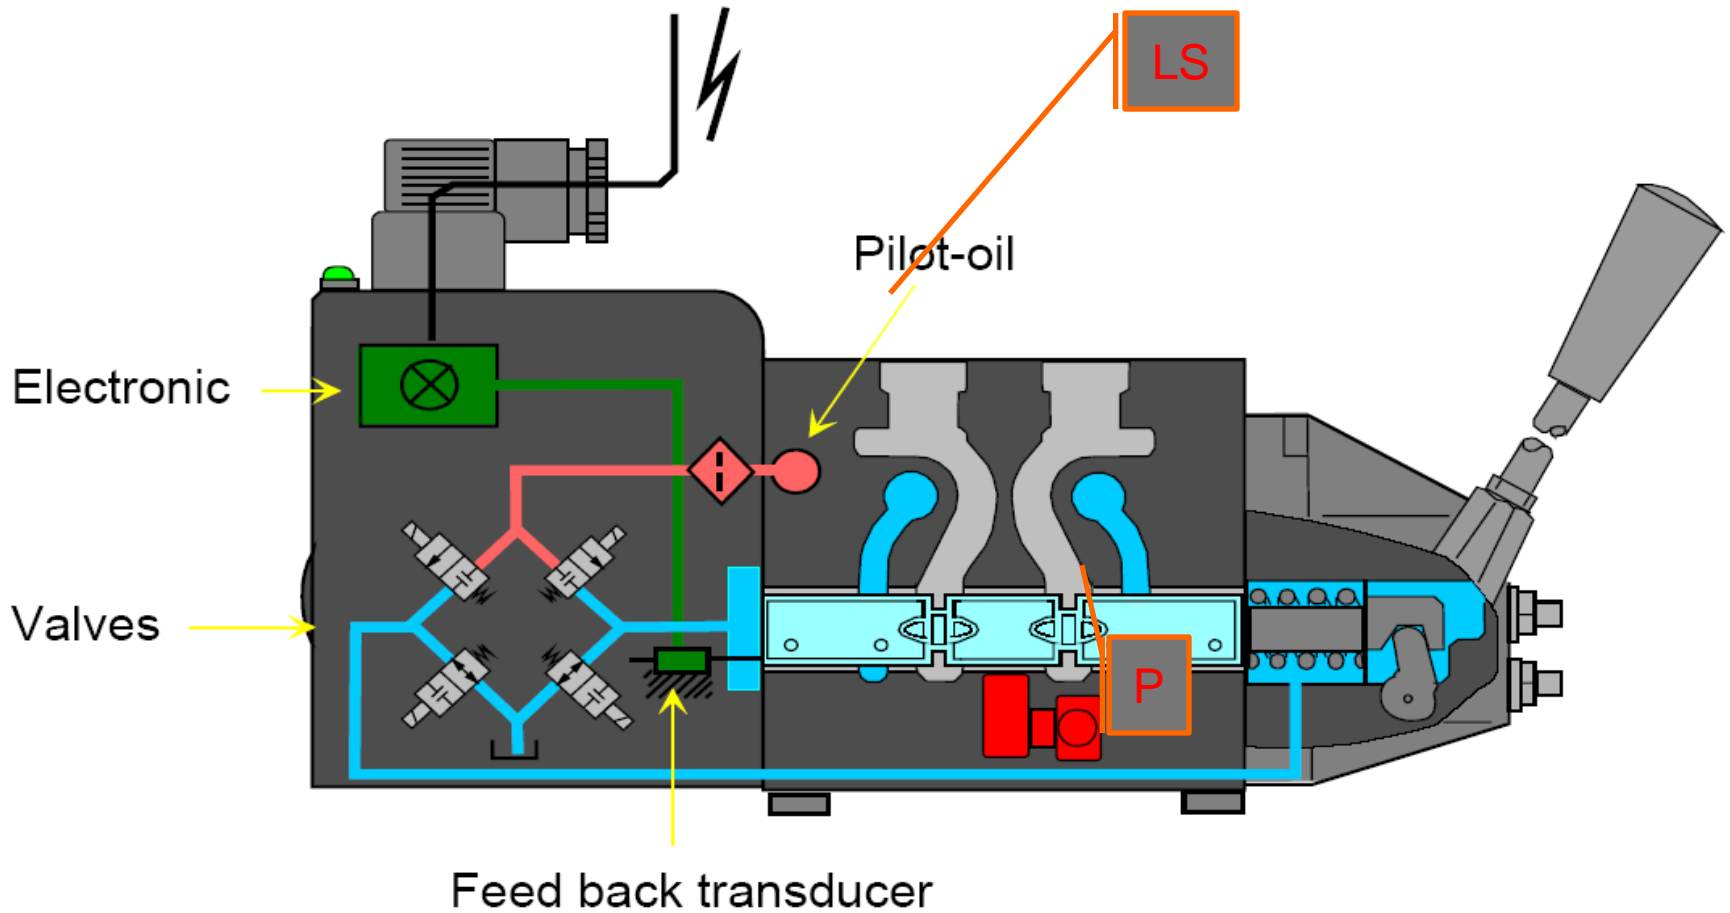 LS
Pilot-oil
Electronic
Valves
P
Feed back transducer